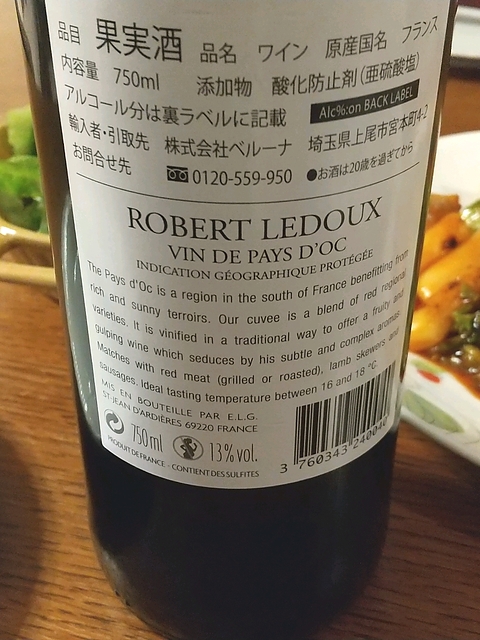 品目 果実酒 品名 ワイン 原産国名 フランス
内容量 750ml 添加物 酸化防止剤(亜硫酸塩)
アルコール分は裏ラベルに記載 Alc%:on BACK LABEL
輸入者・引取先 株式会社ベルーナ 埼玉県上尾市宮本町4-2
お問合せ先 0120-559-950 ●お酒は20歳を過ぎてから
ROBERT LEDOUX
VIN DE PAYS D'OC
INDICATION GÉOGRAPHIQUE PROTÉGÉE
The Pays d'Oc is a region in the south of France benefitting from
rich and sunny terroirs. Our cuvee is a blend of red regional
varieties. It is vinified in a traditional way to offer a fruity and
gulping wine which seduces by his subtle and complex aromas.
Matches with red meat (grilled or roasted), lamb skewers and
sausages. Ideal tasting temperature between 16 and 18 °C.
MIS EN BOUTEILLE PAR E.L.G.
ST.JEAN D'ARDIÈRES 69220 FRANCE
750ml 13% vol.
PRODUIT DE FRANCE - CONTIENT DES SULFITES
3 760343 240040